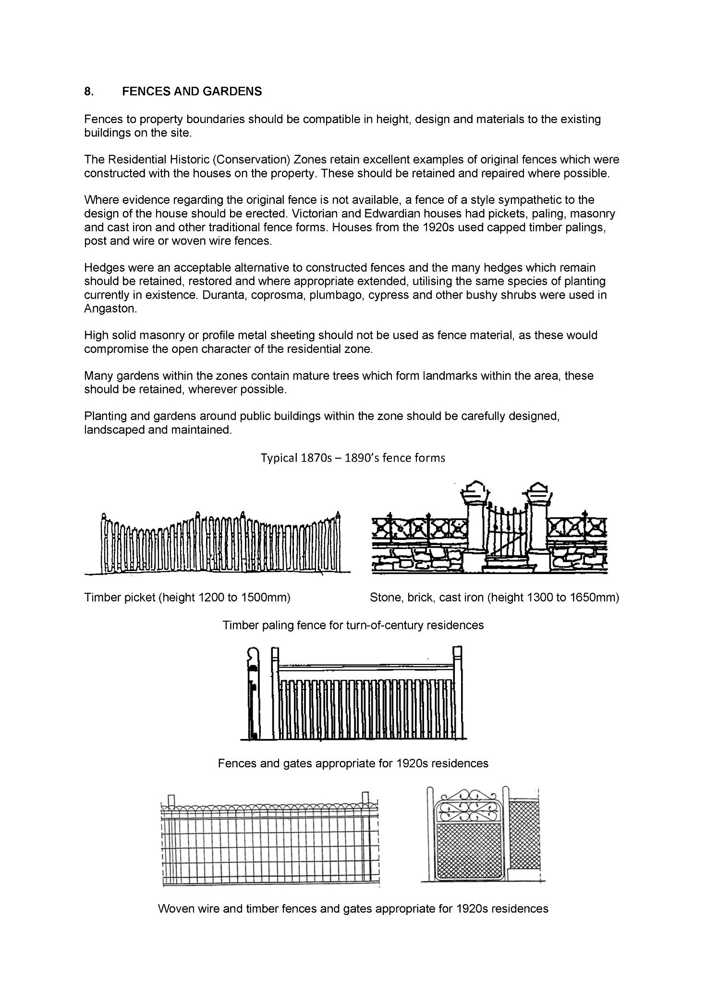 8. FENCES AND GARDENS
Fences to property boundaries should be compatible in height, design and materials to the existing
buildings on the site.
The Residential Historic (Conservation) Zones retain excellent examples of original fences which were
constructed with the houses on the property. These should be retained and repaired where possible.
Where evidence regarding the original fence is not available, a fence of a style sympathetic to the
design of the house should be erected. Victorian and Edwardian houses had pickets, paling, masonry
and cast iron and other traditional fence forms. Houses from the 1920s used capped timber palings,
post and wire or woven wire fences.
Hedges were an acceptable alternative to constructed fences and the many hedges which remain
should be retained, restored and where appropriate extended, utilising the same species of planting
currently in existence. Duranta, coprosma, plumbago, cypress and other bushy shrubs were used in
Angaston.
High solid masonry or profile metal sheeting should not be used as fence material, as these would
compromise the open character of the residential zone.
Many gardens within the zones contain mature trees which form landmarks within the area, these
should be retained, wherever possible.
Planting and gardens around public buildings within the zone should be carefully designed,
landscaped and maintained.
Typical 1870s – 1890’s fence forms
Timber picket (height 1200 to 1500mm)
Stone, brick, cast iron (height 1300 to 1650mm)
Timber paling fence for turn-of-century residences
Fences and gates appropriate for 1920s residences
Woven wire and timber fences and gates appropriate for 1920s residences